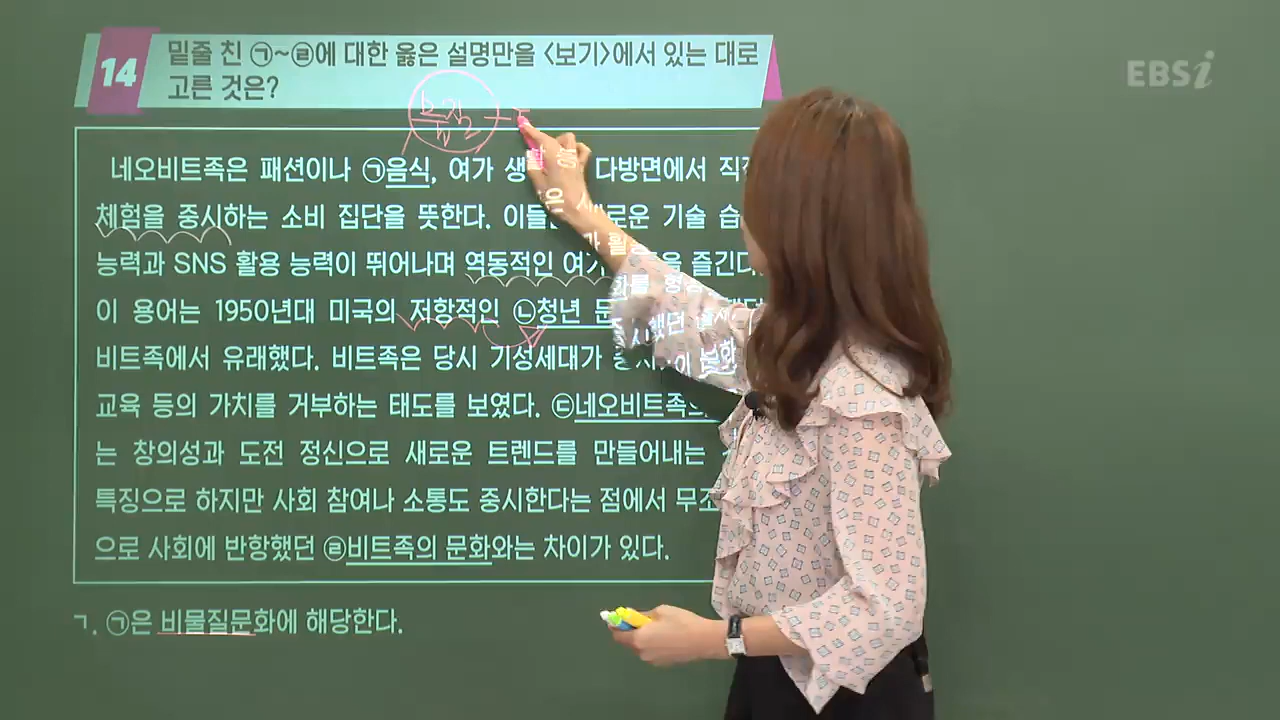 14
밑줄 친 ㉠~㉣에 대한 옳은 설명만을 <보기>에서 있는 대로
고른 것은?
EBSi
물질
네오비트족은 패션이나 ㉠음식, 여가 다방면에서
체험을 중시하는 소비 집단을 뜻한다. 기술
능력과 SNS 활용 능력이 뛰어나며 역동적인 여가 즐긴다.
이 용어는 1950년대 미국의 저항적인 ㉡청년
비트족에서 유래했다. 비트족은 당시 기성세대가
교육 등의 가치를 거부하는 태도를 보였다. ㉢네오비트족의
는 창의성과 도전 정신으로 새로운 트렌드를 만들어내는
특징으로 하지만 사회 참여나 소통도 중시한다는 점에서
으로 사회에 반항했던 ㉣비트족의 문화와는 차이가 있다.
ㄱ. ㉠은 비물질문화에 해당한다.